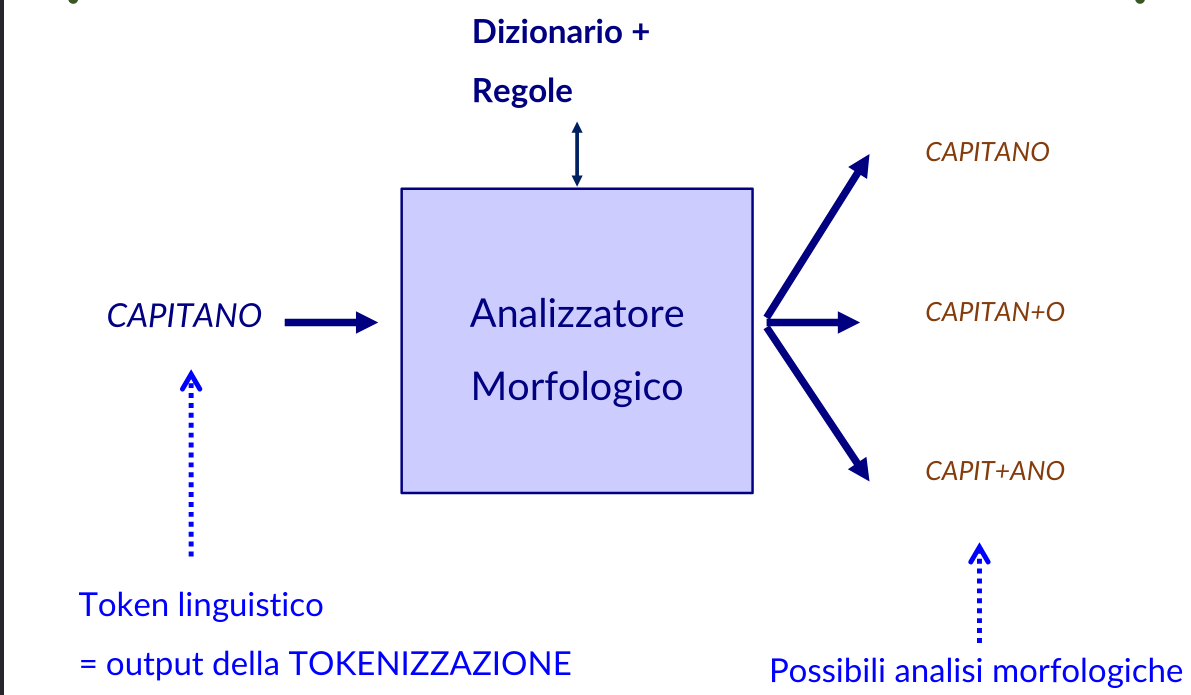 Dizionario +
Regole
CAPITANO
CAPITANO
Analizzatore
Morfologico
CAPITAN+O
CAPIT+ANO
Token linguistico
= output della TOKENIZZAZIONE
Possibili analisi morfologiche